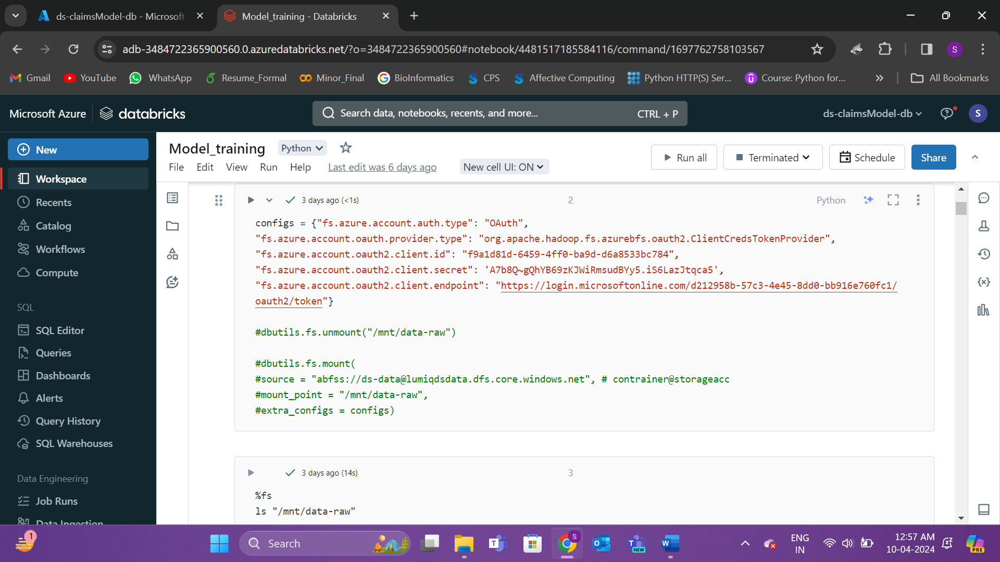 ds-claimsModel-db - Microsoft
Model_training - Databricks
adb-3484722365900560.0.azuredatabricks.net/?o=3484722365900560#notebook/4481517185584116/command/1697762758103567
S
Gmail
YouTube
WhatsApp
Resume_Formal
Minor_Final
BioInformatics
CPS
Affective Computing
Python HTTP(S) Ser...
Course: Python for...
All Bookmarks
Microsoft Azure
databricks
Search data, notebooks, recents, and more...
CTRL + P
ds-claimsModel-db
S
New
Workspace
Recents
Catalog
Workflows
Compute
SQL
SQL Editor
Queries
Dashboards
Alerts
Query History
SQL Warehouses
Data Engineering
Job Runs
Data Ingestion
Model_training
Python
File Edit View Run Help
Last edit was 6 days ago
New cell UI: ON
Run all
Terminated
Schedule
Share
3 days ago (<1s)
2
Python
configs = {"fs.azure.account.auth.type": "OAuth",
"fs.azure.account.oauth.provider.type": "org.apache.hadoop.fs.azurebfs.oauth2.ClientCredsTokenProvider",
"fs.azure.account.oauth2.client.id": "f9a1d81d-6459-4ff0-ba9d-d6a8533bc784",
"fs.azure.account.oauth2.client.secret": 'A7b8Q~gQhYB69zKJWiRmsudBYy5.iS6LazJtqca5',
"fs.azure.account.oauth2.client.endpoint": "https://login.microsoftonline.com/d212958b-57c3-4e45-8dd0-bb916e760fc1/
oauth2/token"}
#dbutils.fs.unmount("/mnt/data-raw")
#dbutils.fs.mount(
#source = "abfss://ds-data@lumiqdsdata.dfs.core.windows.net", # contrainer@storageacc
#mount_point = "/mnt/data-raw",
#extra_configs = configs)
3 days ago (14s)
3
%fs
ls "/mnt/data-raw"
1
Search
S
NEW
ENG
IN
12:57 AM
10-04-2024
PRE